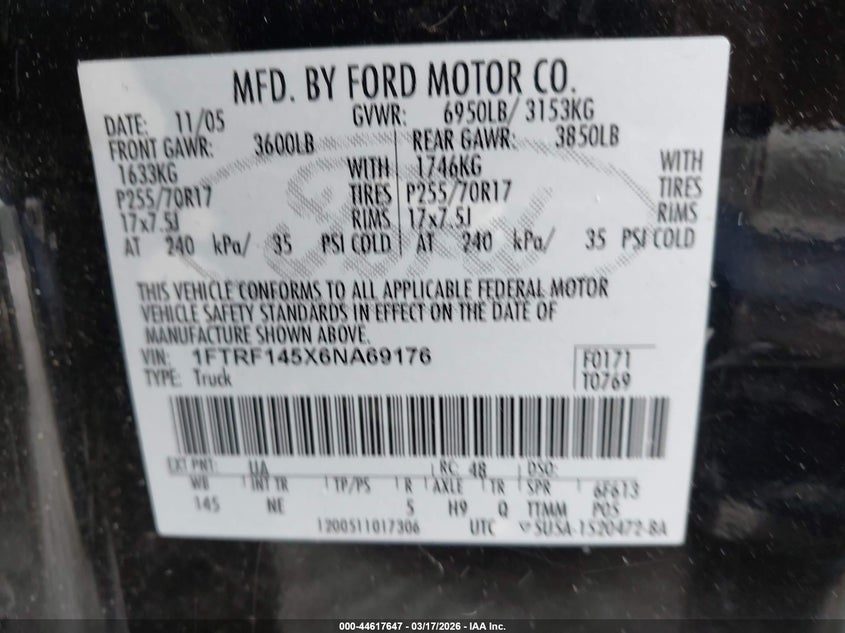 MFD. BY FORD MOTOR CO.
DATE: 11/05 GVWR: 6950LB/ 3153KG
FRONT GAWR: 3600LB REAR GAWR: 3850LB
1633KG WITH 1746KG WITH
P255/70R17 TIRES P255/70R17 TIRES
17x7.5J RIMS 17x7.5J RIMS
AT 240 kPa/ 35 PSI COLD AT 240 kPa/ 35 PSI COLD
THIS VEHICLE CONFORMS TO ALL APPLICABLE FEDERAL MOTOR
VEHICLE SAFETY STANDARDS IN EFFECT ON THE DATE OF
MANUFACTURE SHOWN ABOVE.
VIN: 1FTRF145X6NA69176 F0171
TYPE: Truck T0769
EXT PNT: UA RC: 48 DSO:
WB INT TR TP/PS R AXLE TR SPR 6F613
145 NE 5 H9 Q TTMM POS
1200511017306 UTC SU5A-1520472-BA
000-44617647 / 03/17/2026 - IAA Inc.